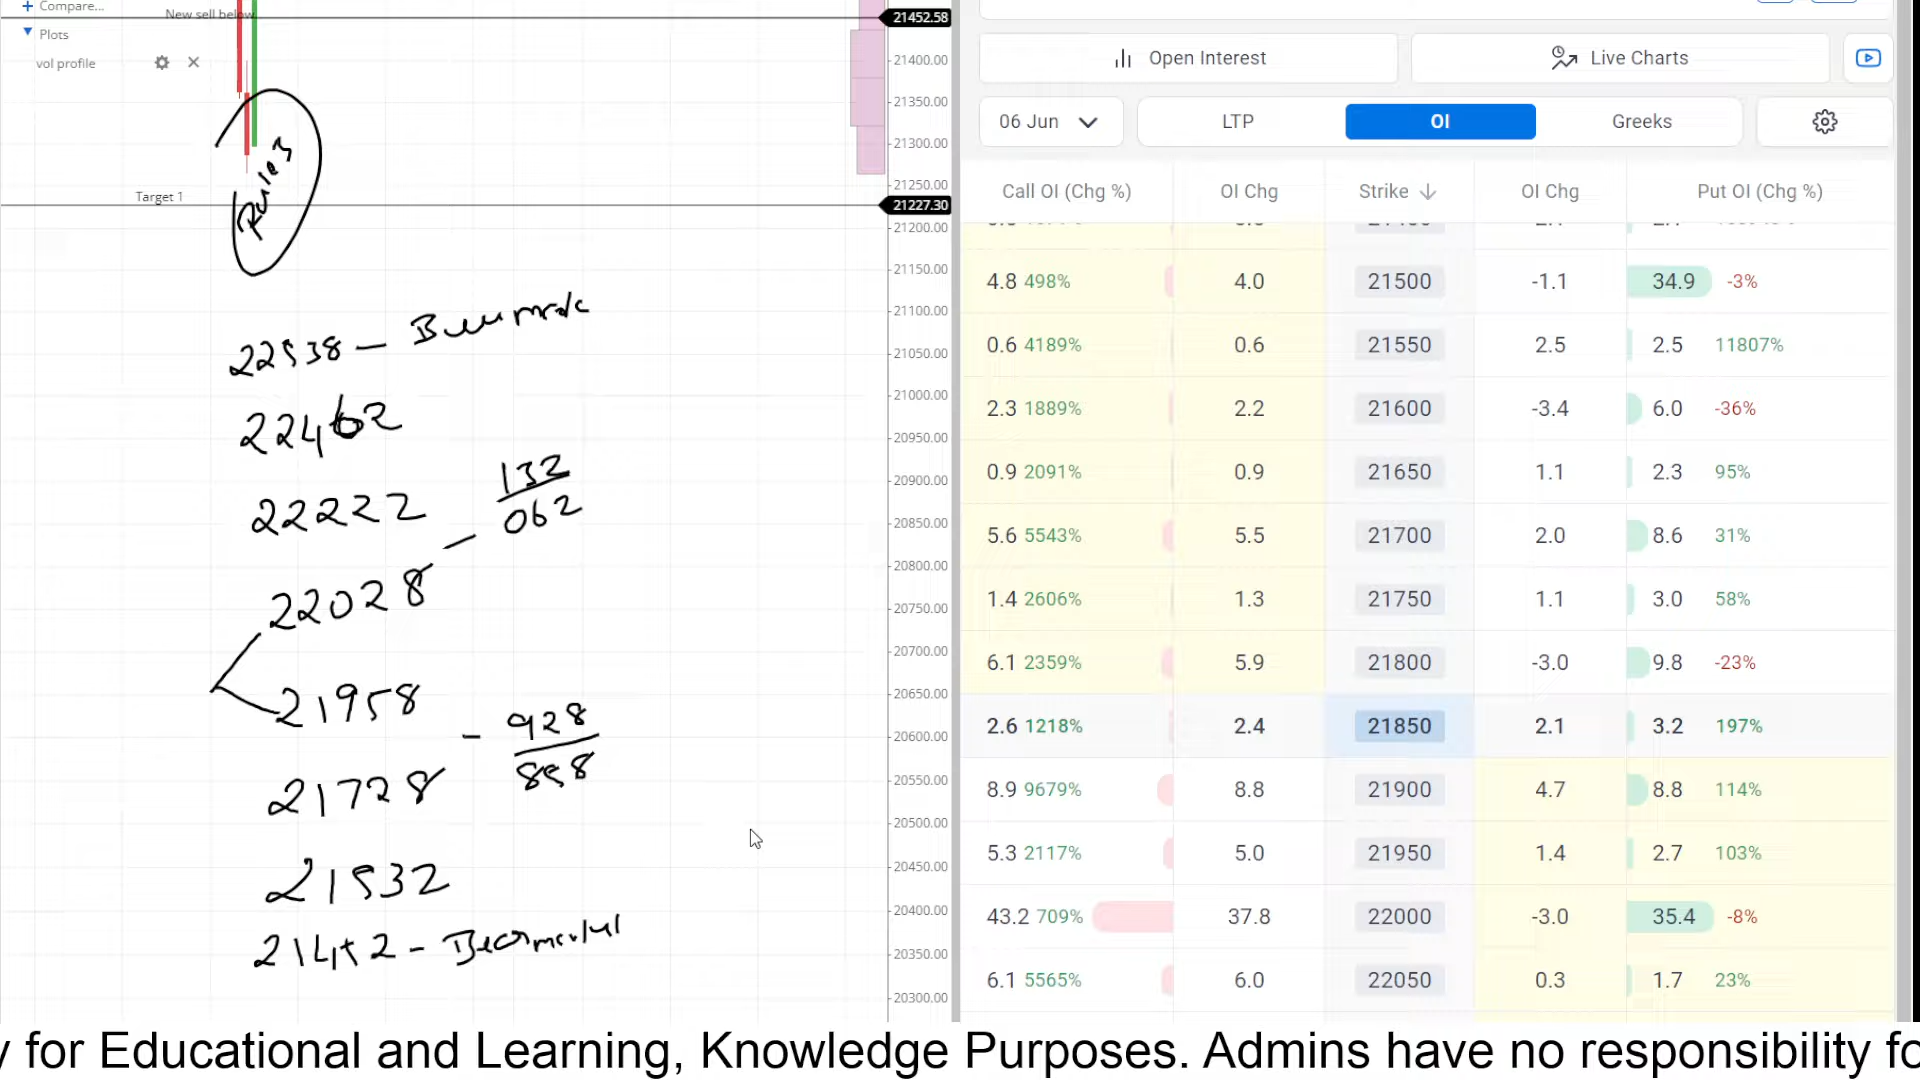 Compare...
New sell below
21452.58
Plots
vol profile
21400.00
21350.00
21300.00
21250.00
Target 1
21227.30
21200.00
21150.00
21100.00
21050.00
21000.00
20950.00
20900.00
20850.00
20800.00
20750.00
20700.00
20650.00
20600.00
20550.00
20500.00
20450.00
20400.00
20350.00
20300.00
22538 -
22462
22222
132
062
22028 -
21958
928
858
21728 -
21532
21452 -
Open Interest
Live Charts
06 Jun
LTP
OI
Greeks
Call OI (Chg %) OI Chg Strike OI Chg Put OI (Chg %)
4.8 498% 4.0 21500 -1.1 34.9 -3%
0.6 4189% 0.6 21550 2.5 2.5 11807%
2.3 1889% 2.2 21600 -3.4 6.0 -36%
0.9 2091% 0.9 21650 1.1 2.3 95%
5.6 5543% 5.5 21700 2.0 8.6 31%
1.4 2606% 1.3 21750 1.1 3.0 58%
6.1 2359% 5.9 21800 -3.0 9.8 -23%
2.6 1218% 2.4 21850 2.1 3.2 197%
8.9 9679% 8.8 21900 4.7 8.8 114%
5.3 2117% 5.0 21950 1.4 2.7 103%
43.2 709% 37.8 22000 -3.0 35.4 -8%
6.1 5565% 6.0 22050 0.3 1.7 23%
y for Educational and Learning, Knowledge Purposes. Admins have no responsibility fo